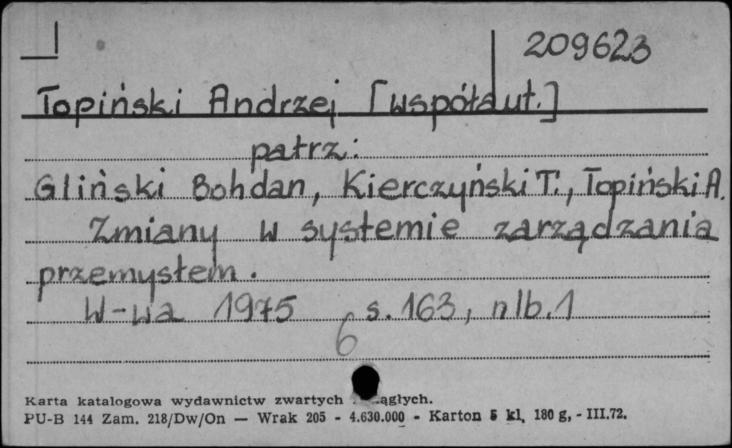 209623
Topiński Andrzej [współaut.]
patrz:
Gliński Bohdan, Kierczyński T., Topiński A.
Zmiany w systemie zarządzania
przemysłem.
W-wa 1975 s. 163, nlb. 1
6
Karta katalogowa wydawnictw zwartych ągłych.
PU-B 144 Zam. 218/Dw/On — Wrak 205 - 4.630.000 - Karton 5 kl, 180 g, - III.72.